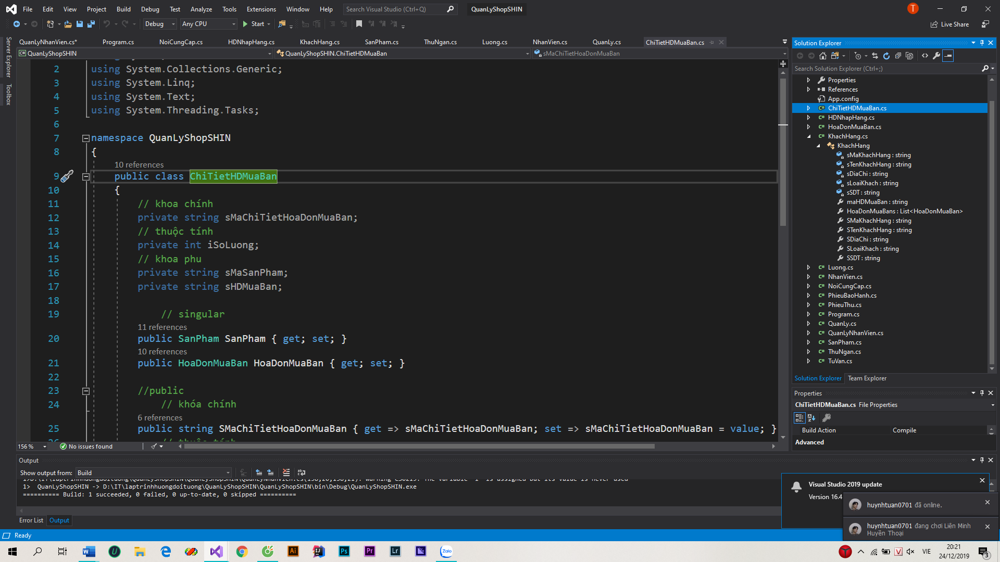 File Edit View Project Build Debug Test Analyze Tools Extensions Window Help Search Visual Studio (Ctrl+Q) QuanLyShopSHIN T
Debug Any CPU Start Live Share
QuanLyNhanVien.cs* Program.cs NoiCungCap.cs HDNhapHang.cs KhachHang.cs SanPham.cs ThuNgan.cs Luong.cs NhanVien.cs QuanLy.cs ChiTietHDMuaBan.cs
QuanLyShopSHIN QuanLyShopSHIN.ChiTietHDMuaBan sMaChiTietHoaDonMuaBan
Server Explorer
Toolbox
2 using System.Collections.Generic;
3 using System.Linq;
4 using System.Text;
5 using System.Threading.Tasks;
6
7 namespace QuanLyShopSHIN
8 {
10 references
9 public class ChiTietHDMuaBan
10 {
11 // khoa chính
12 private string sMaChiTietHoaDonMuaBan;
13 // thuộc tính
14 private int iSoLuong;
15 // khoa phu
16 private string sMaSanPham;
17 private string sHDMuaBan;
18
19 // singular
11 references
20 public SanPham SanPham { get; set; }
10 references
21 public HoaDonMuaBan HoaDonMuaBan { get; set; }
22
23 //public
24 // khóa chính
6 references
25 public string SMaChiTietHoaDonMuaBan { get => sMaChiTietHoaDonMuaBan; set => sMaChiTietHoaDonMuaBan = value; }
156 % No issues found
Solution Explorer
Search Solution Explorer (Ctrl+;)
Properties
References
App.config
ChiTietHDMuaBan.cs
HDNhapHang.cs
HoaDonMuaBan.cs
KhachHang.cs
KhachHang
sMaKhachHang : string
sTenKhachHang : string
sDiaChi : string
sLoaiKhach : string
sSDT : string
maHDMuaBan : string
HoaDonMuaBans : List<HoaDonMuaBan>
SMaKhachHang : string
STenKhachHang : string
SDiaChi : string
SLoaiKhach : string
SSDT : string
Luong.cs
NhanVien.cs
NoiCungCap.cs
PhieuBaoHanh.cs
PhieuThu.cs
Program.cs
QuanLy.cs
QuanLyNhanVien.cs
SanPham.cs
ThuNgan.cs
TuVan.cs
Solution Explorer Team Explorer
Properties
ChiTietHDMuaBan.cs File Properties
Build Action Compile
Advanced
Output
Show output from: Build
1> QuanLyShopSHIN -> D:\IT\laptrinhhuongdoituong\QuanLyShopSHIN\QuanLyShopSHIN\bin\Debug\QuanLyShopSHIN.exe
========== Build: 1 succeeded, 0 failed, 0 up-to-date, 0 skipped ==========
Error List Output
Ready
Visual Studio 2019 update
Version 16.4
huynhtuan0701 đã online.
huynhtuan0701 đang chơi Liên Minh
Huyền Thoại
Ai Ps Pr Lr Zalo
VIE 20:21
24/12/2019 3